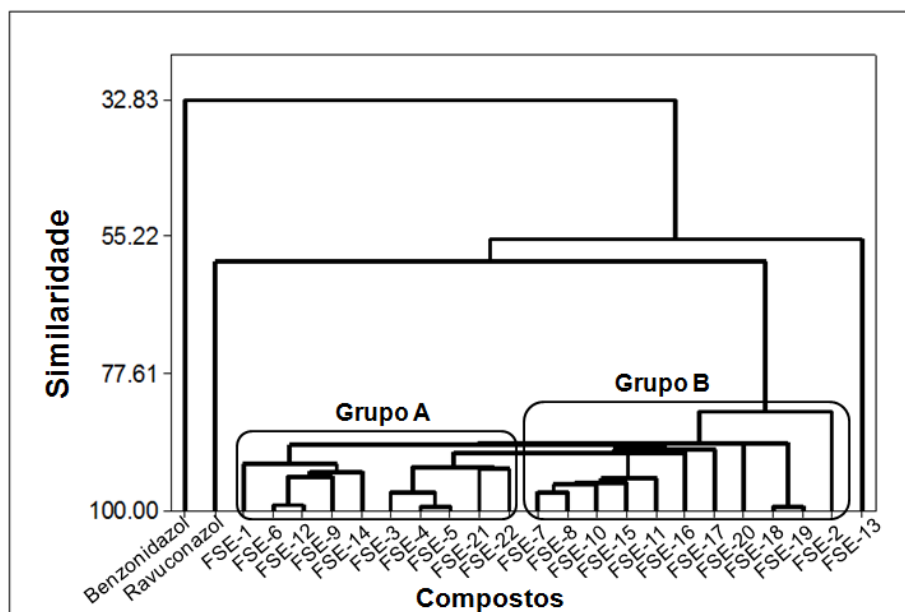 32.83
55.22
77.61
100.00
Similaridade
Grupo A
Grupo B
Benzonidazol
Ravuconazol
FSE-1
FSE-6
FSE-12
FSE-9
FSE-14
FSE-3
FSE-4
FSE-5
FSE-21
FSE-22
FSE-7
FSE-8
FSE-10
FSE-15
FSE-11
FSE-16
FSE-17
FSE-20
FSE-18
FSE-19
FSE-2
FSE-13
Compostos